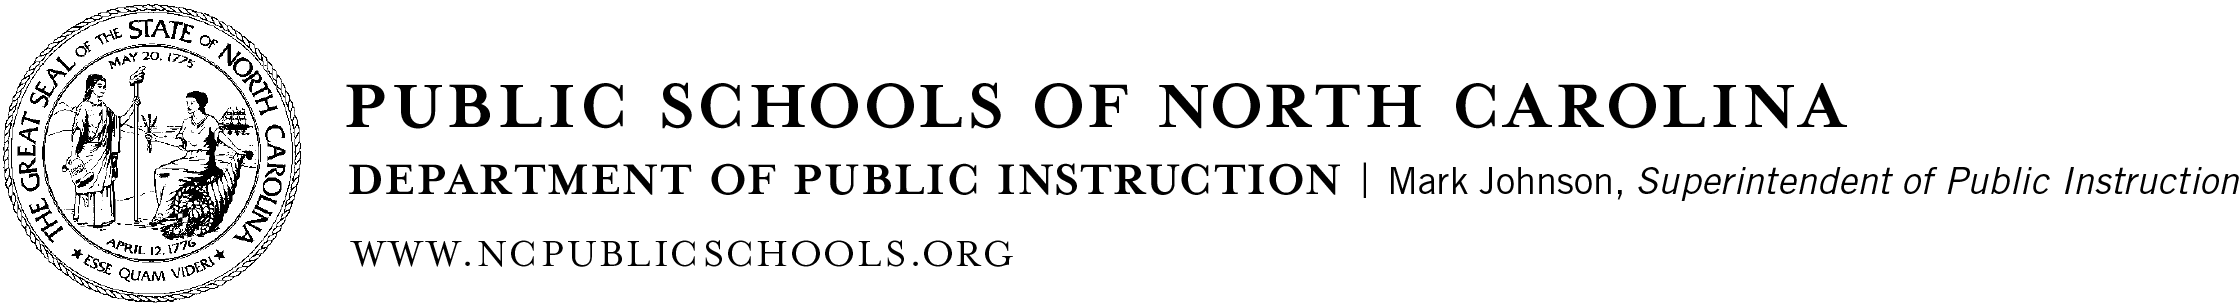 THE GREAT SEAL OF THE STATE OF NORTH CAROLINA
MAY 20, 1775
APRIL 12, 1776
★ ESSE QUAM VIDERI ★
PUBLIC SCHOOLS OF NORTH CAROLINA
DEPARTMENT OF PUBLIC INSTRUCTION | Mark Johnson, Superintendent of Public Instruction
WWW.NCPUBLICSCHOOLS.ORG